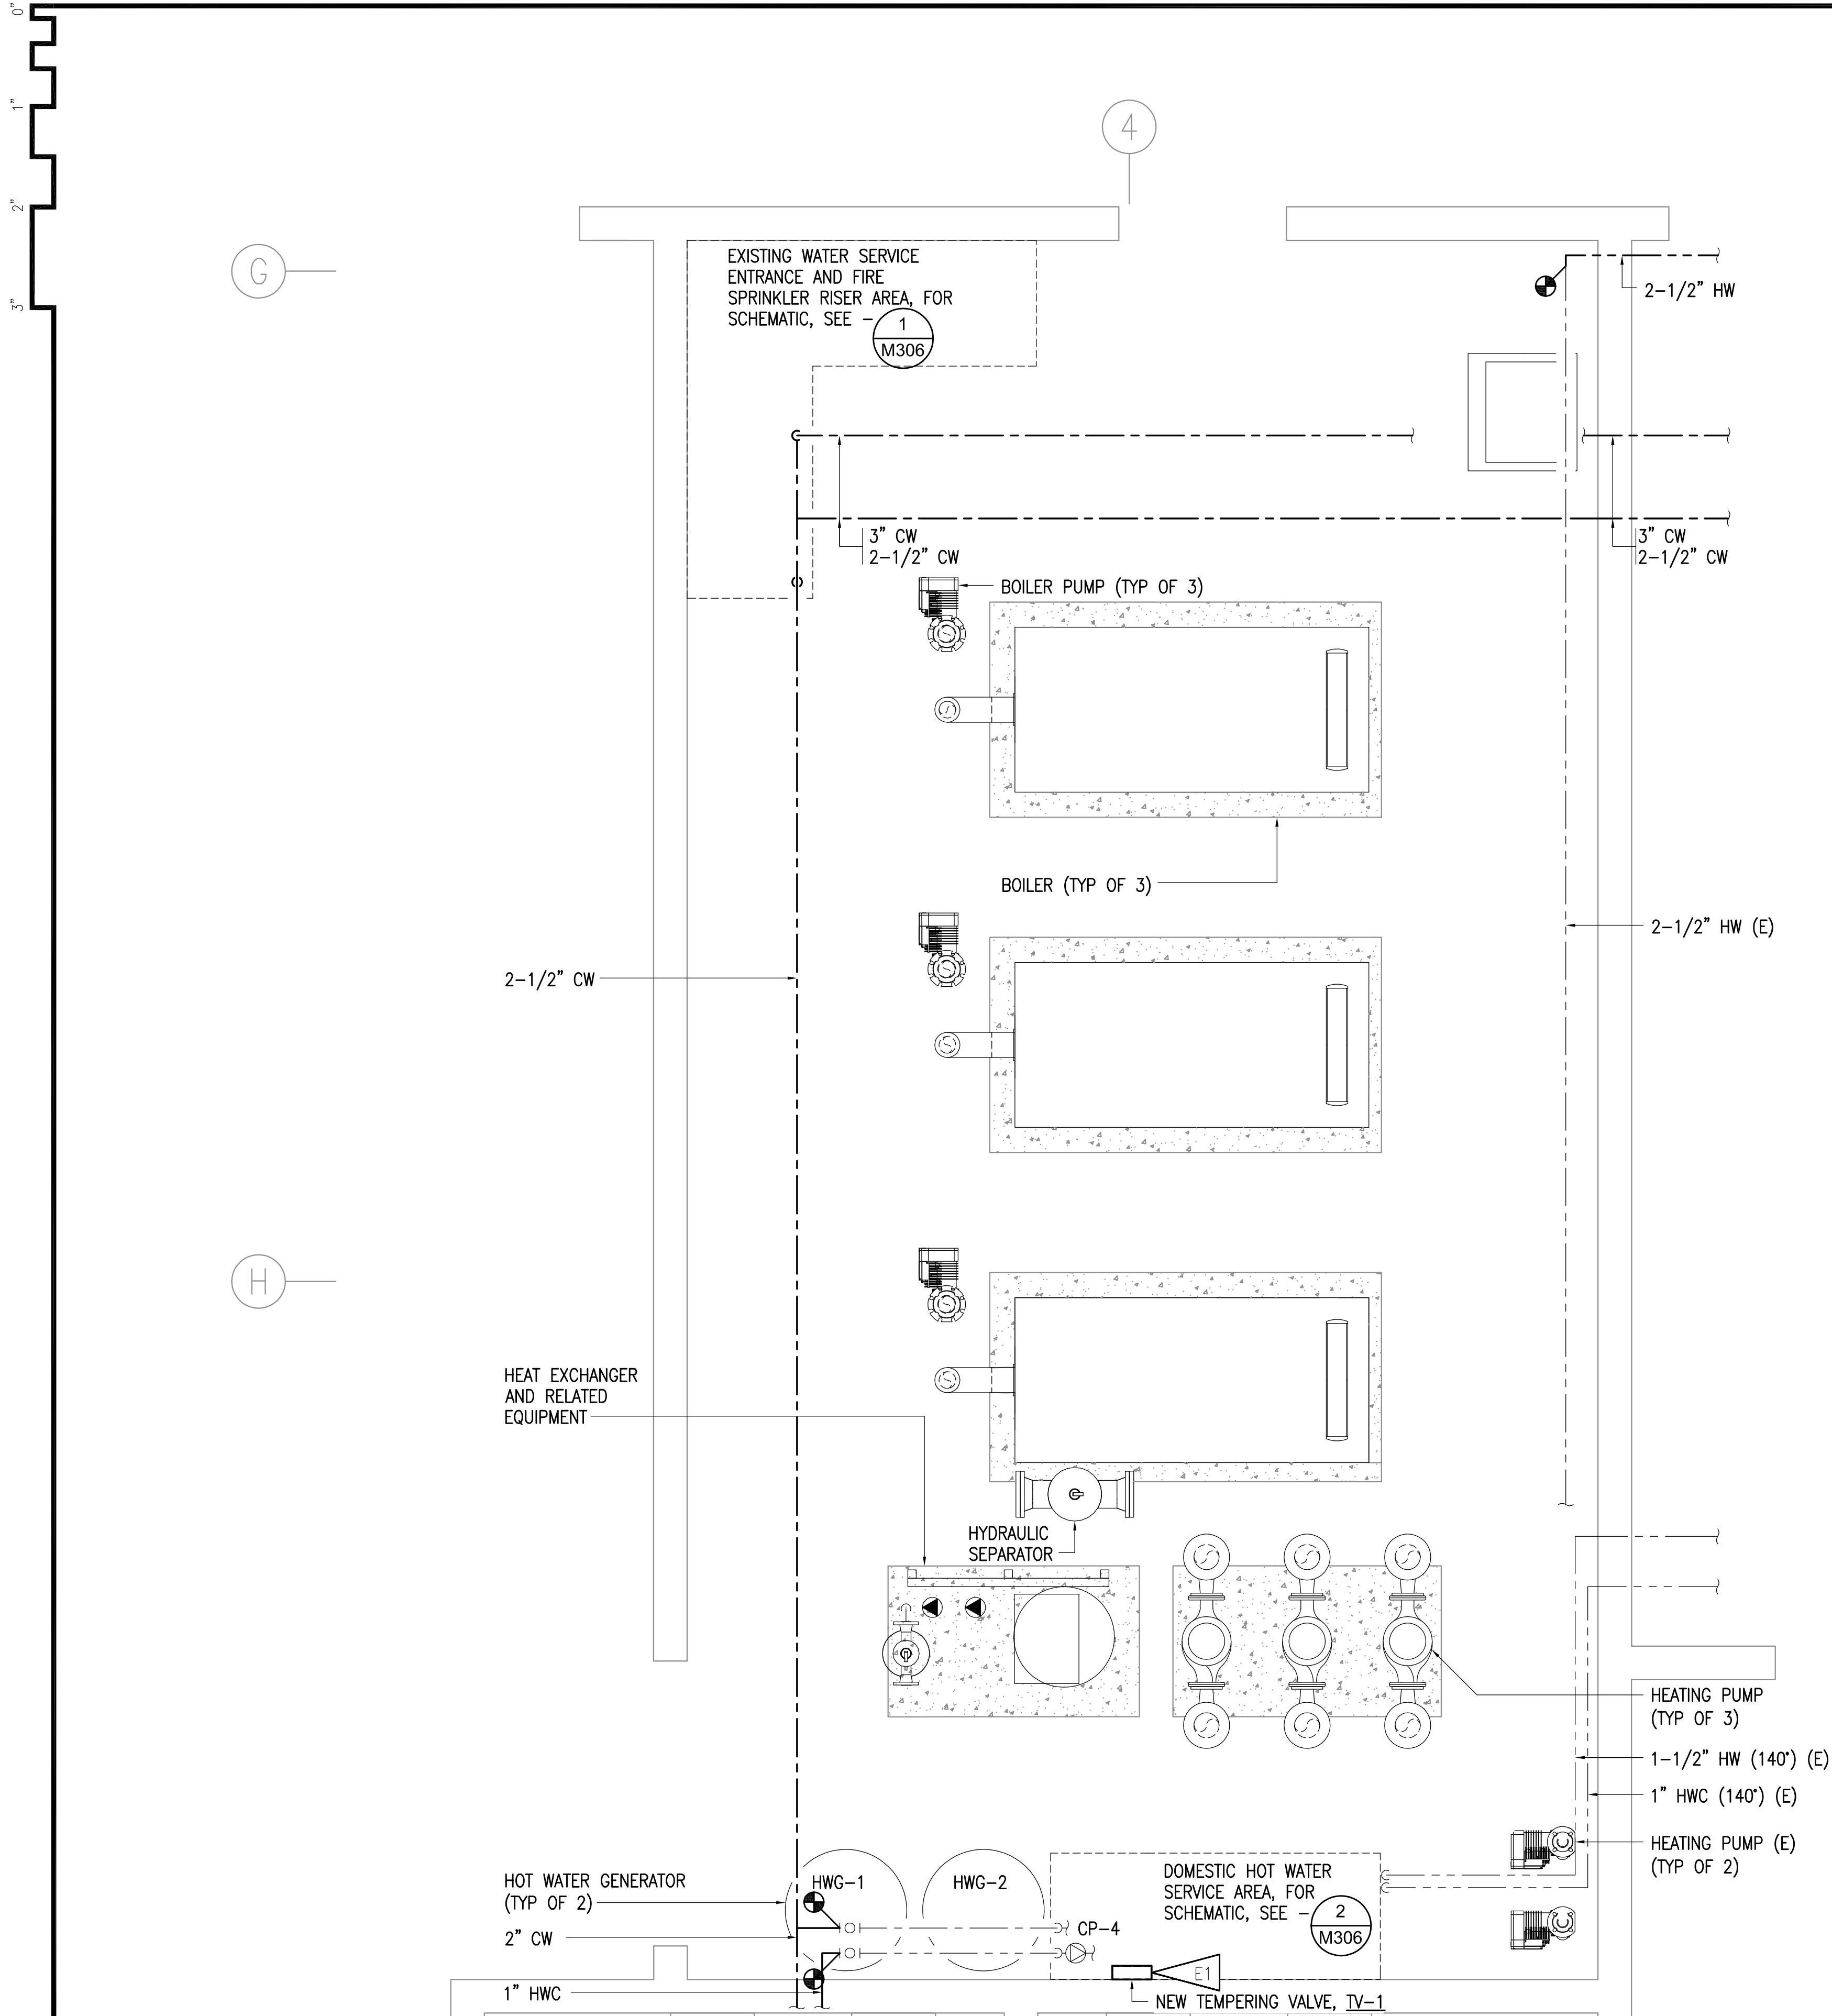 0"
1"
2"
3"
4
G
EXISTING WATER SERVICE
ENTRANCE AND FIRE
SPRINKLER RISER AREA, FOR
SCHEMATIC, SEE -
1
M306
2-1/2" HW
3" CW
2-1/2" CW
3" CW
2-1/2" CW
BOILER PUMP (TYP OF 3)
BOILER (TYP OF 3)
2-1/2" HW (E)
2-1/2" CW
H
HEAT EXCHANGER
AND RELATED
EQUIPMENT
HYDRAULIC
SEPARATOR
HEATING PUMP
(TYP OF 3)
1-1/2" HW (140°) (E)
1" HWC (140°) (E)
HEATING PUMP (E)
(TYP OF 2)
HOT WATER GENERATOR
(TYP OF 2)
HWG-1
HWG-2
DOMESTIC HOT WATER
SERVICE AREA, FOR
SCHEMATIC, SEE -
2
M306
CP-4
2" CW
E1
1" HWC
NEW TEMPERING VALVE, TV-1